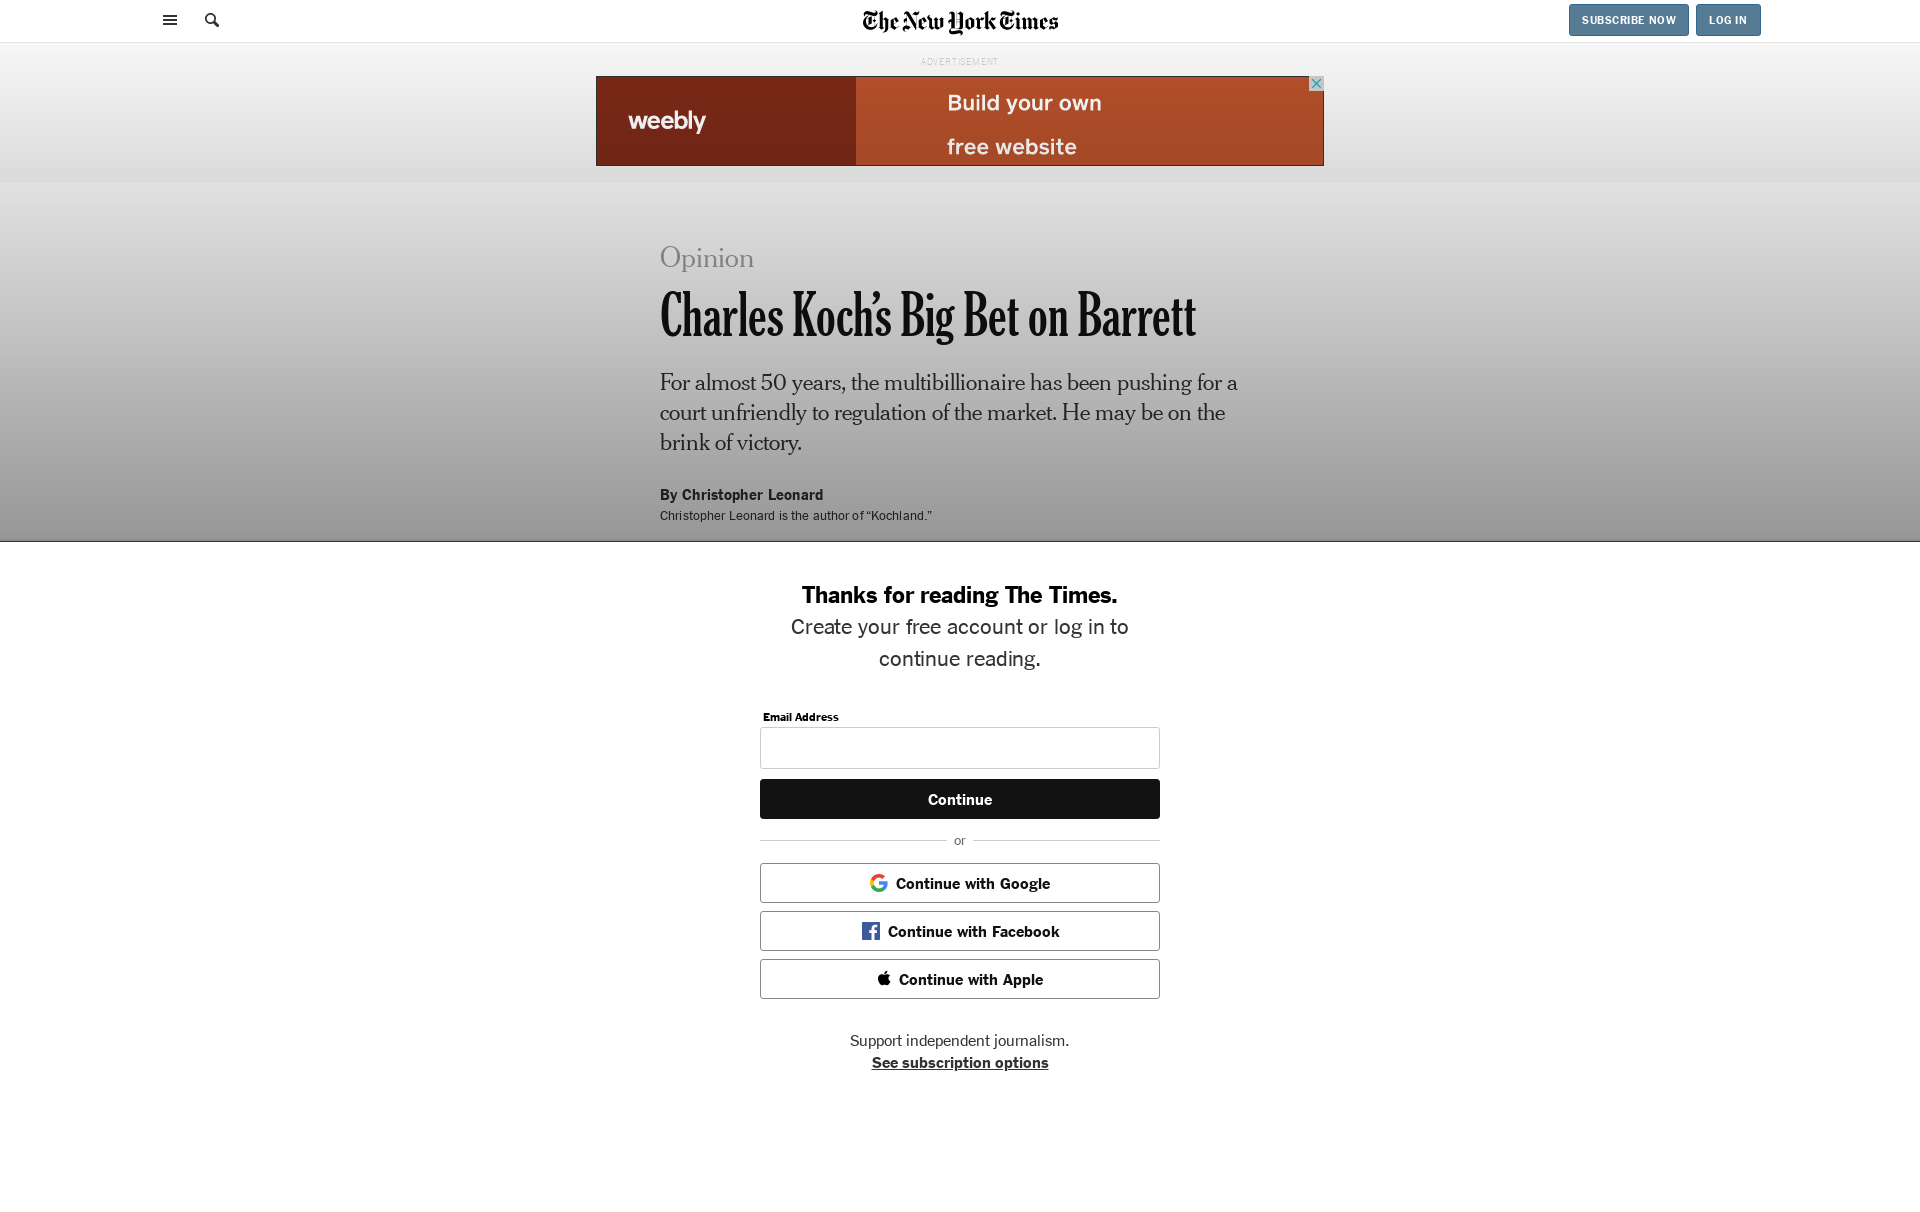 The New York Times
SUBSCRIBE NOW
LOG IN
ADVERTISEMENT
weebly
Build your own
free website
Opinion
Charles Koch’s Big Bet on Barrett
For almost 50 years, the multibillionaire has been pushing for a
court unfriendly to regulation of the market. He may be on the
brink of victory.
By Christopher Leonard
Christopher Leonard is the author of “Kochland.”
Thanks for reading The Times.
Create your free account or log in to
continue reading.
Email Address
Continue
or
Continue with Google
Continue with Facebook
Continue with Apple
Support independent journalism.
See subscription options